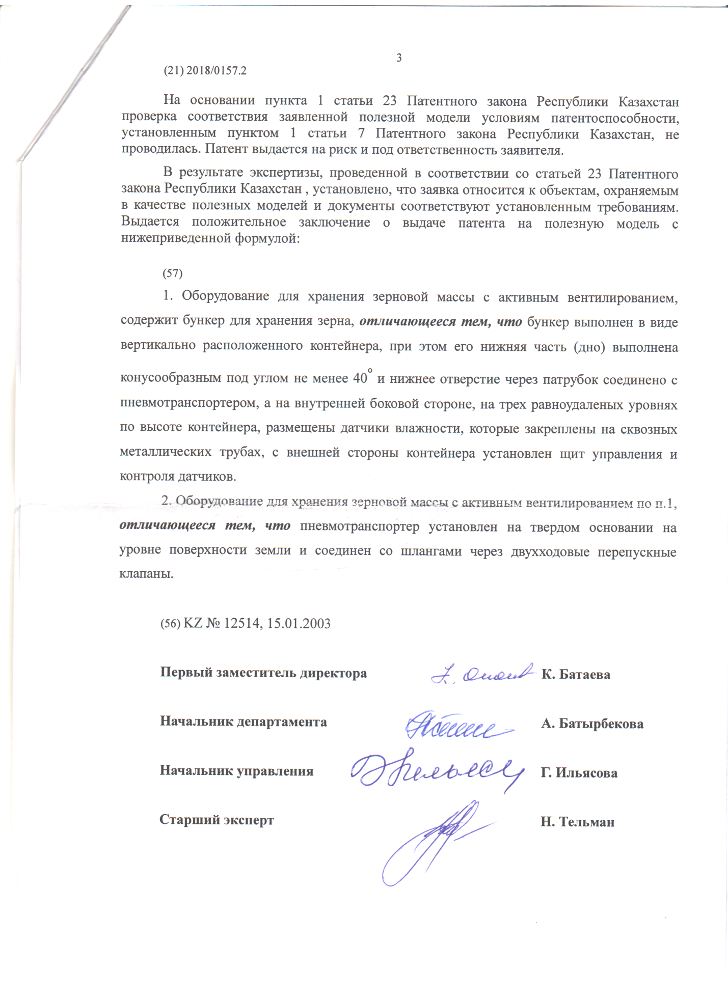 3
(21) 2018/0157.2
На основании пункта 1 статьи 23 Патентного закона Республики Казахстан
проверка соответствия заявленной полезной модели условиям патентоспособности,
установленным пунктом 1 статьи 7 Патентного закона Республики Казахстан, не
проводилась. Патент выдается на риск и под ответственность заявителя.
В результате экспертизы, проведенной в соответствии со статьей 23 Патентного
закона Республики Казахстан , установлено, что заявка относится к объектам, охраняемым
в качестве полезных моделей и документы соответствуют установленным требованиям.
Выдается положительное заключение о выдаче патента на полезную модель с
нижеприведенной формулой:
(57)
1. Оборудование для хранения зерновой массы с активным вентилированием,
содержит бункер для хранения зерна, отличающееся тем, что бункер выполнен в виде
вертикально расположенного контейнера, при этом его нижняя часть (дно) выполнена
конусообразным под углом не менее 40° и нижнее отверстие через патрубок соединено с
пневмотранспортером, а на внутренней боковой стороне, на трех равноудаленых уровнях
по высоте контейнера, размещены датчики влажности, которые закреплены на сквозных
металлических трубах, с внешней стороны контейнера установлен щит управления и
контроля датчиков.
2. Оборудование для хранения зерновой массы с активным вентилированием по п.1,
отличающееся тем, что пневмотранспортер установлен на твердом основании на
уровне поверхности земли и соединен со шлангами через двухходовые перепускные
клапаны.
(56) KZ № 12514, 15.01.2003
Первый заместитель директора К. Батаева
Начальник департамента А. Батырбекова
Начальник управления Г. Ильясова
Старший эксперт Н. Тельман